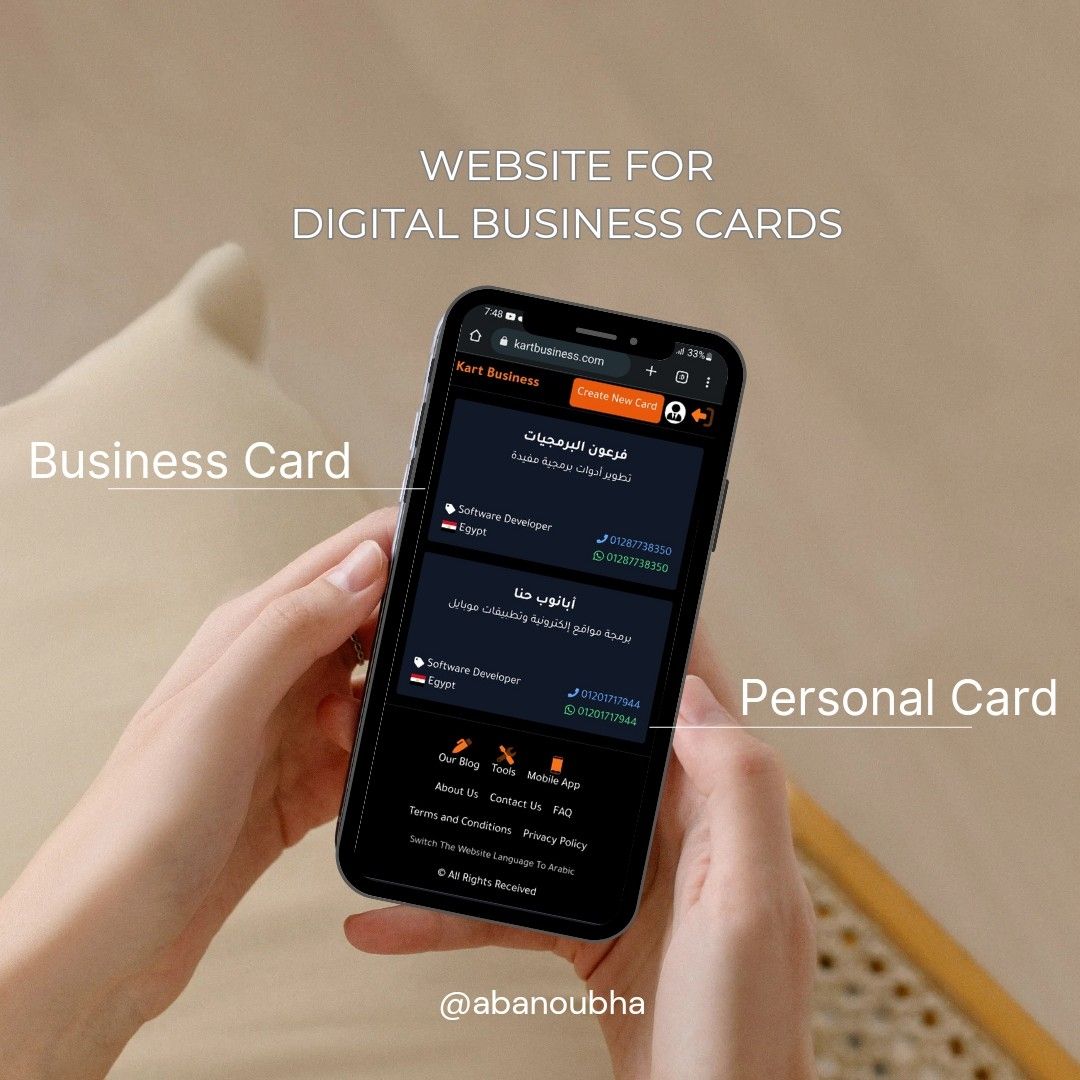 WEBSITE FOR
DIGITAL BUSINESS CARDS
7:48
33%
kartbusiness.com
Kart Business
Create New Card
فرعون البرمجيات
تطوير أدوات برمجية مفيدة
Business Card
Software Developer
Egypt
01287738350
01287738350
أبانوب حنا
برمجة مواقع إلكترونية وتطبيقات موبايل
Software Developer
Egypt
01201717944
01201717944
Personal Card
Our Blog Tools Mobile App
About Us Contact Us FAQ
Terms and Conditions Privacy Policy
Switch The Website Language To Arabic
© All Rights Received
@abanoubha